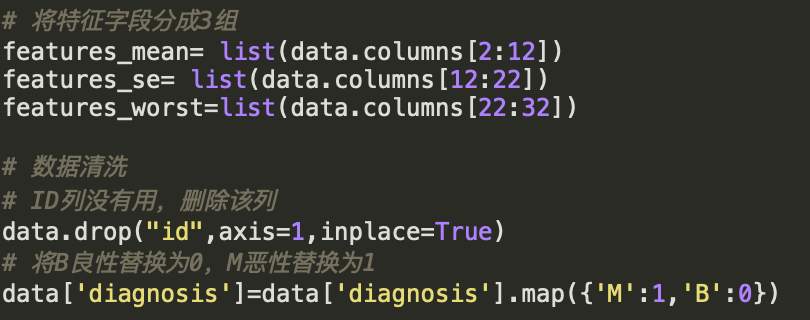 # 将特征字段分成3组
features_mean= list(data.columns[2:12])
features_se= list(data.columns[12:22])
features_worst=list(data.columns[22:32])
# 数据清洗
# ID列没有用，删除该列
data.drop("id",axis=1,inplace=True)
# 将B良性替换为0，M恶性替换为1
data['diagnosis']=data['diagnosis'].map({'M':1,'B':0})